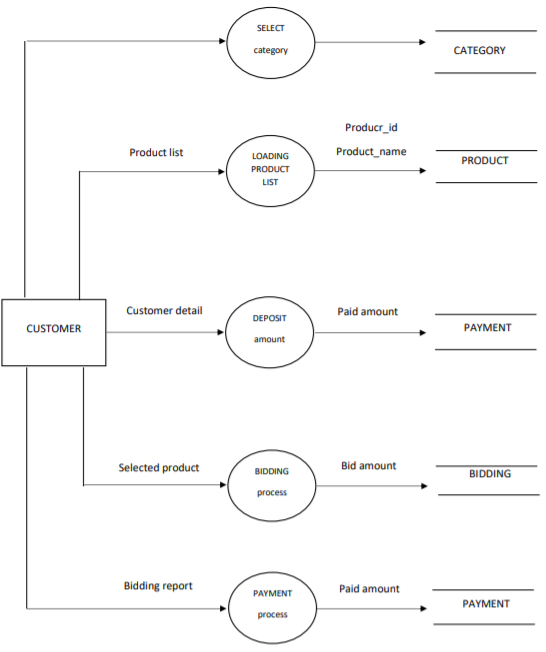 SELECT
category
CATEGORY
Producr_id
Product list
Product_name
LOADING
PRODUCT
LIST
PRODUCT
Customer detail
Paid amount
CUSTOMER
DEPOSIT
amount
PAYMENT
Selected product
Bid amount
BIDDING
process
BIDDING
Bidding report
Paid amount
PAYMENT
process
PAYMENT